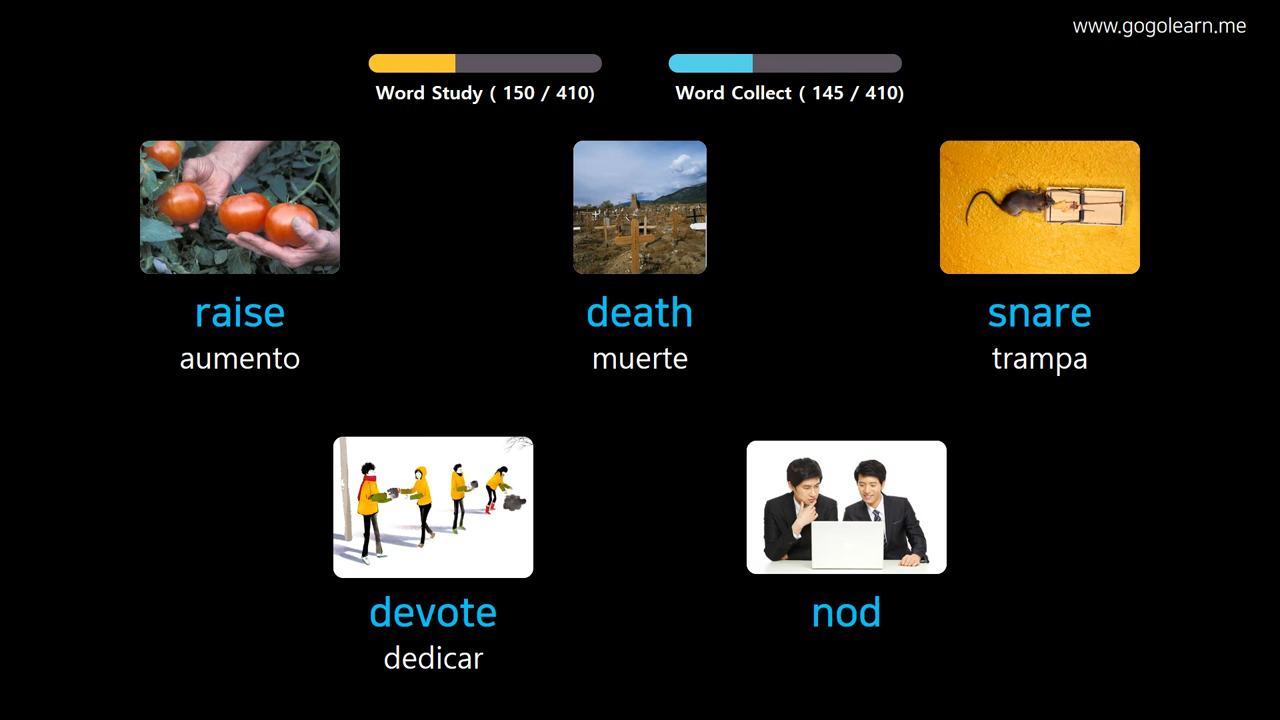 www.gogolearn.me
Word Study ( 150 / 410)
Word Collect ( 145 / 410)
raise
aumento
death
muerte
snare
trampa
devote
dedicar
nod